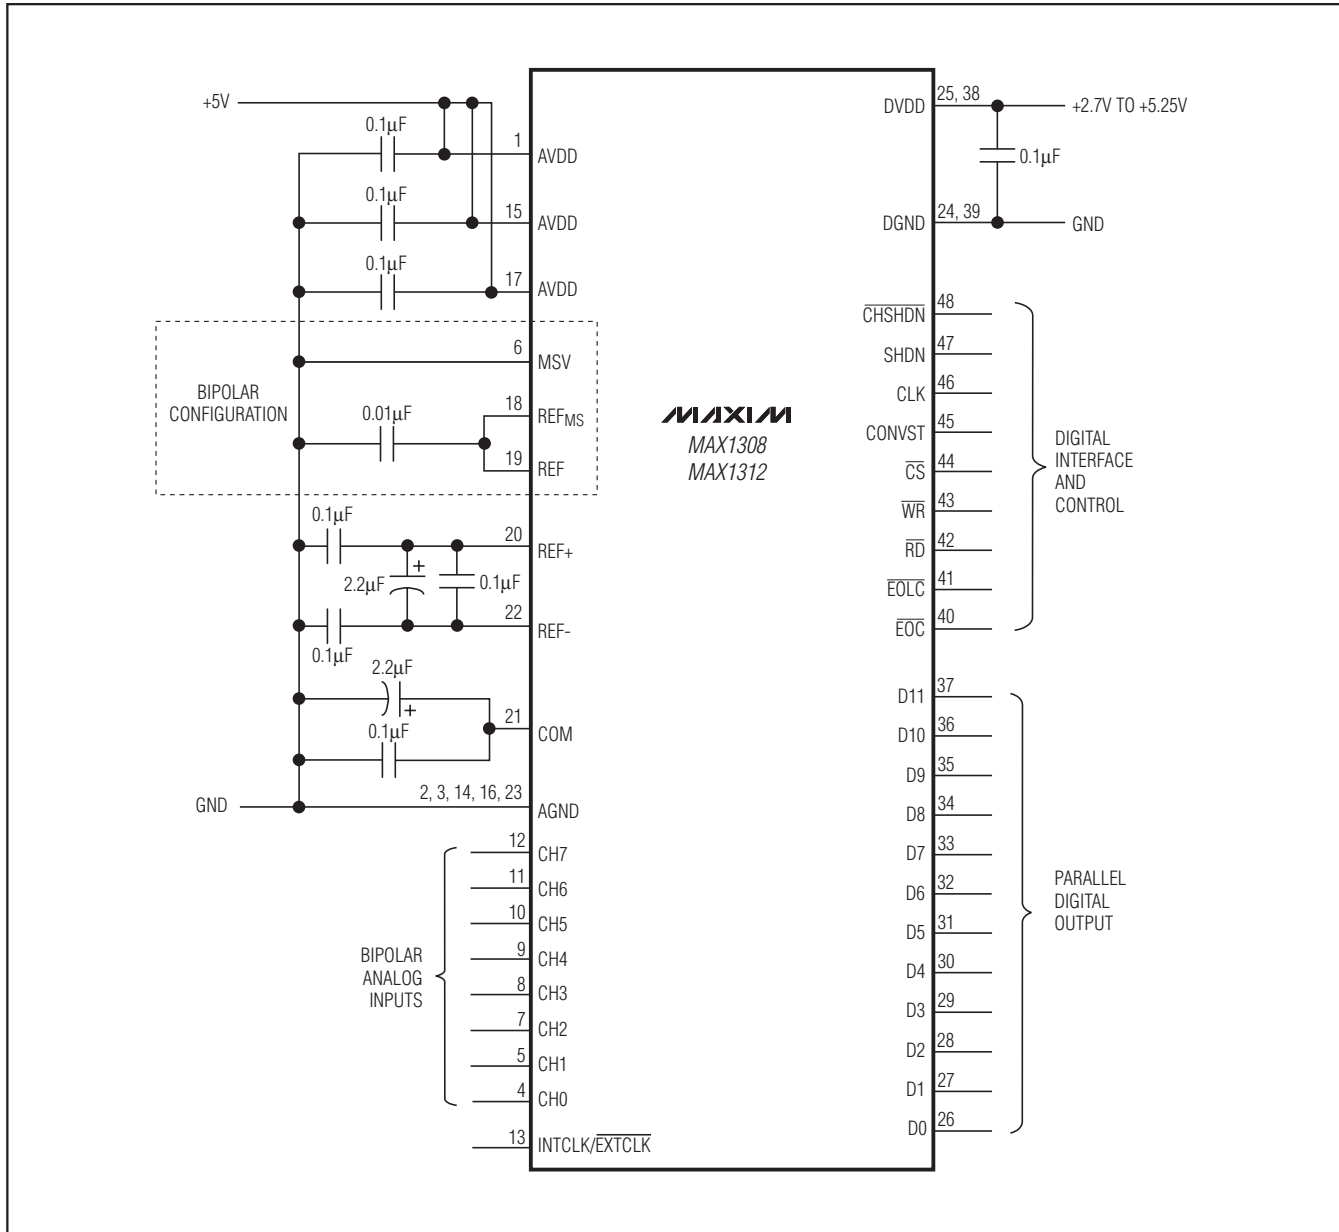 +5V
0.1µF
1
AVDD
0.1µF
15
AVDD
0.1µF
17
AVDD
BIPOLAR
CONFIGURATION
6
MSV
0.01µF
18
REFMS
19
REF
0.1µF
20
REF+
2.2µF
+
0.1µF
22
REF-
0.1µF
2.2µF
+
0.1µF
21
COM
GND
2, 3, 14, 16, 23
AGND
BIPOLAR
ANALOG
INPUTS
12
CH7
11
CH6
10
CH5
9
CH4
8
CH3
7
CH2
5
CH1
4
CH0
13
INTCLK/EXTCLK
MAXIM
MAX1308
MAX1312
DVDD
25, 38
+2.7V TO +5.25V
0.1µF
DGND
24, 39
GND
CHSHDN
48
SHDN
47
CLK
46
CONVST
45
CS
44
WR
43
RD
42
EOLC
41
EOC
40
DIGITAL
INTERFACE
AND
CONTROL
D11
37
D10
36
D9
35
D8
34
D7
33
D6
32
D5
31
D4
30
D3
29
D2
28
D1
27
D0
26
PARALLEL
DIGITAL
OUTPUT